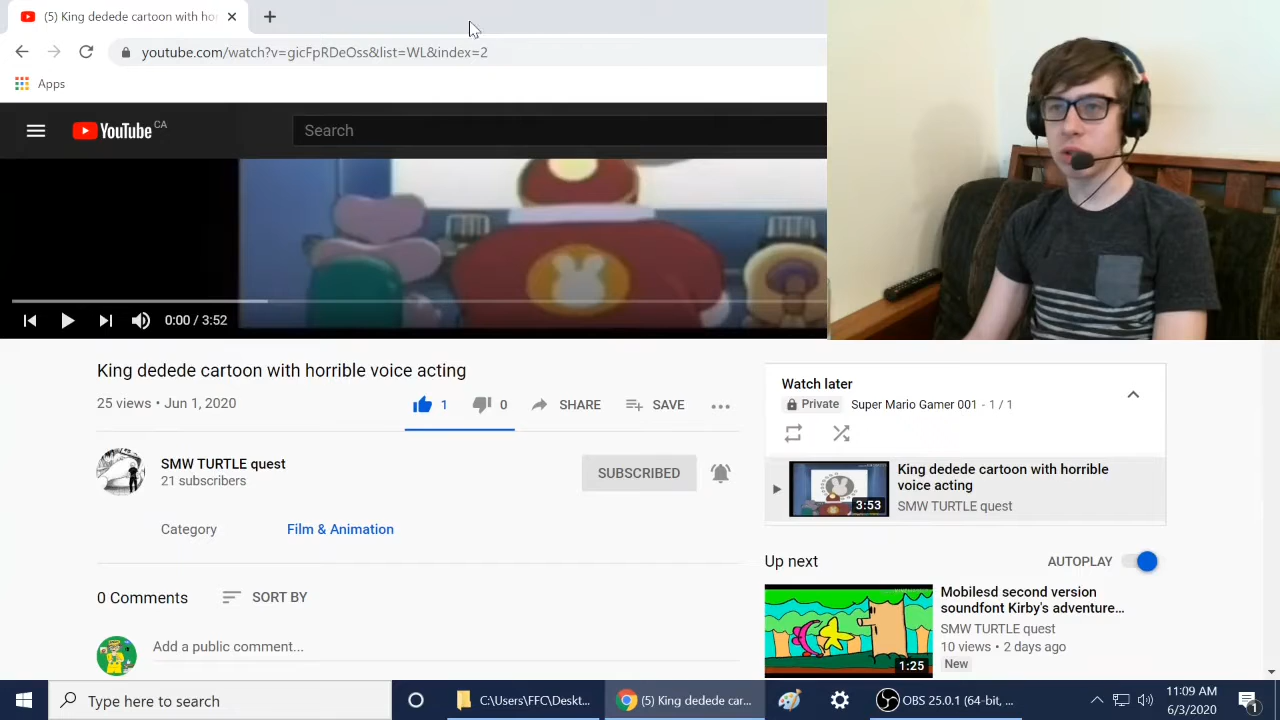 (5) King dedede cartoon with ho
youtube.com/watch?v=gicFpRDeOss&list=WL&index=2
Apps
YouTube CA
Search
0:00 / 3:52
King dedede cartoon with horrible voice acting
25 views • Jun 1, 2020
1
0
SHARE
SAVE
SMW TURTLE quest
21 subscribers
SUBSCRIBED
Category
Film & Animation
0 Comments
SORT BY
Add a public comment...
Watch later
Private
Super Mario Gamer 001 - 1 / 1
3:53
King dedede cartoon with horrible
voice acting
SMW TURTLE quest
Up next
AUTOPLAY
1:25
Mobilesd second version
soundfont Kirby's adventure...
SMW TURTLE quest
10 views • 2 days ago
New
Type here to search
C:\Users\FFC\Deskt...
(5) King dedede car...
OBS 25.0.1 (64-bit, ...
11:09 AM
6/3/2020
1